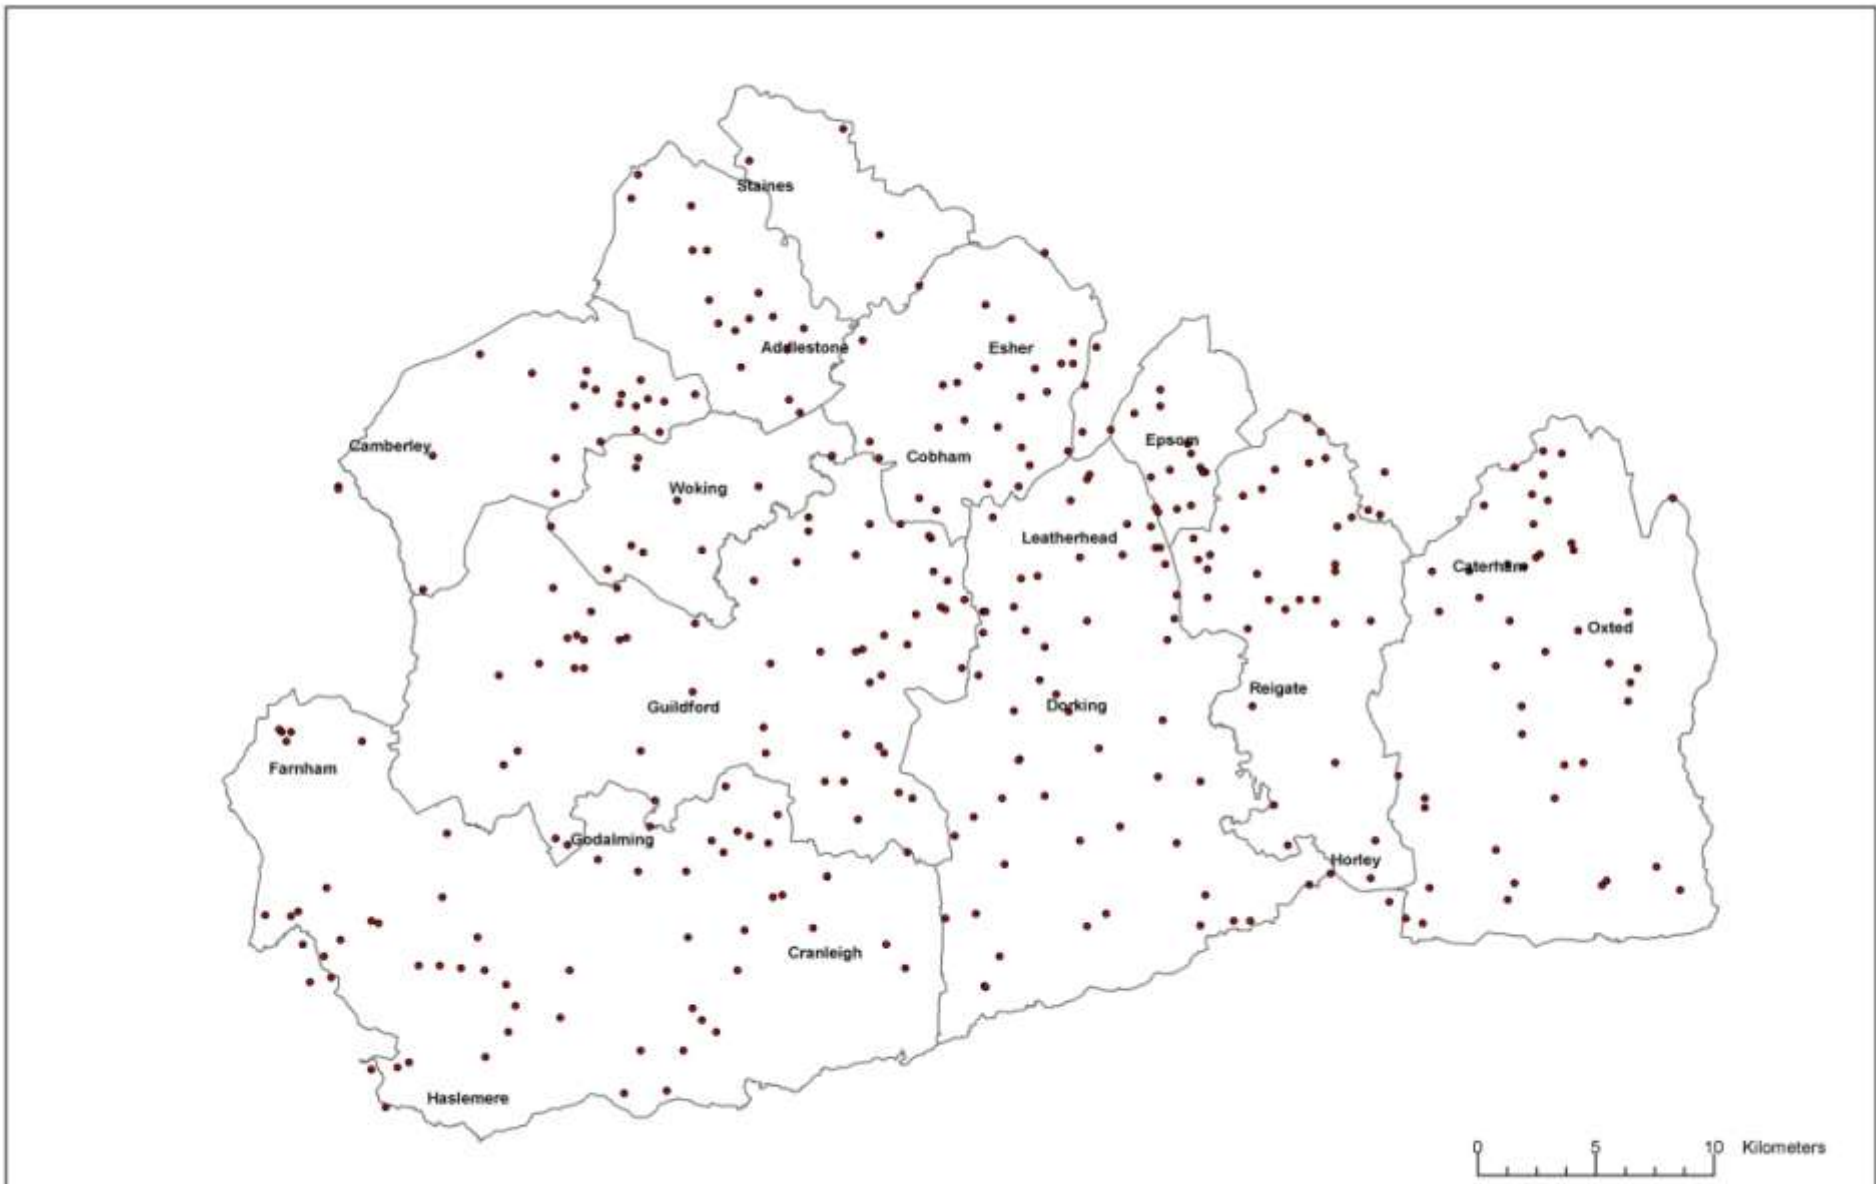 Staines
Addlestone
Esher
Camberley
Epsom
Cobham
Woking
Leatherhead
Caterham
Oxted
Reigate
Guildford
Dorking
Farnham
Godalming
Horley
Cranleigh
Haslemere
0 5 10 Kilometers